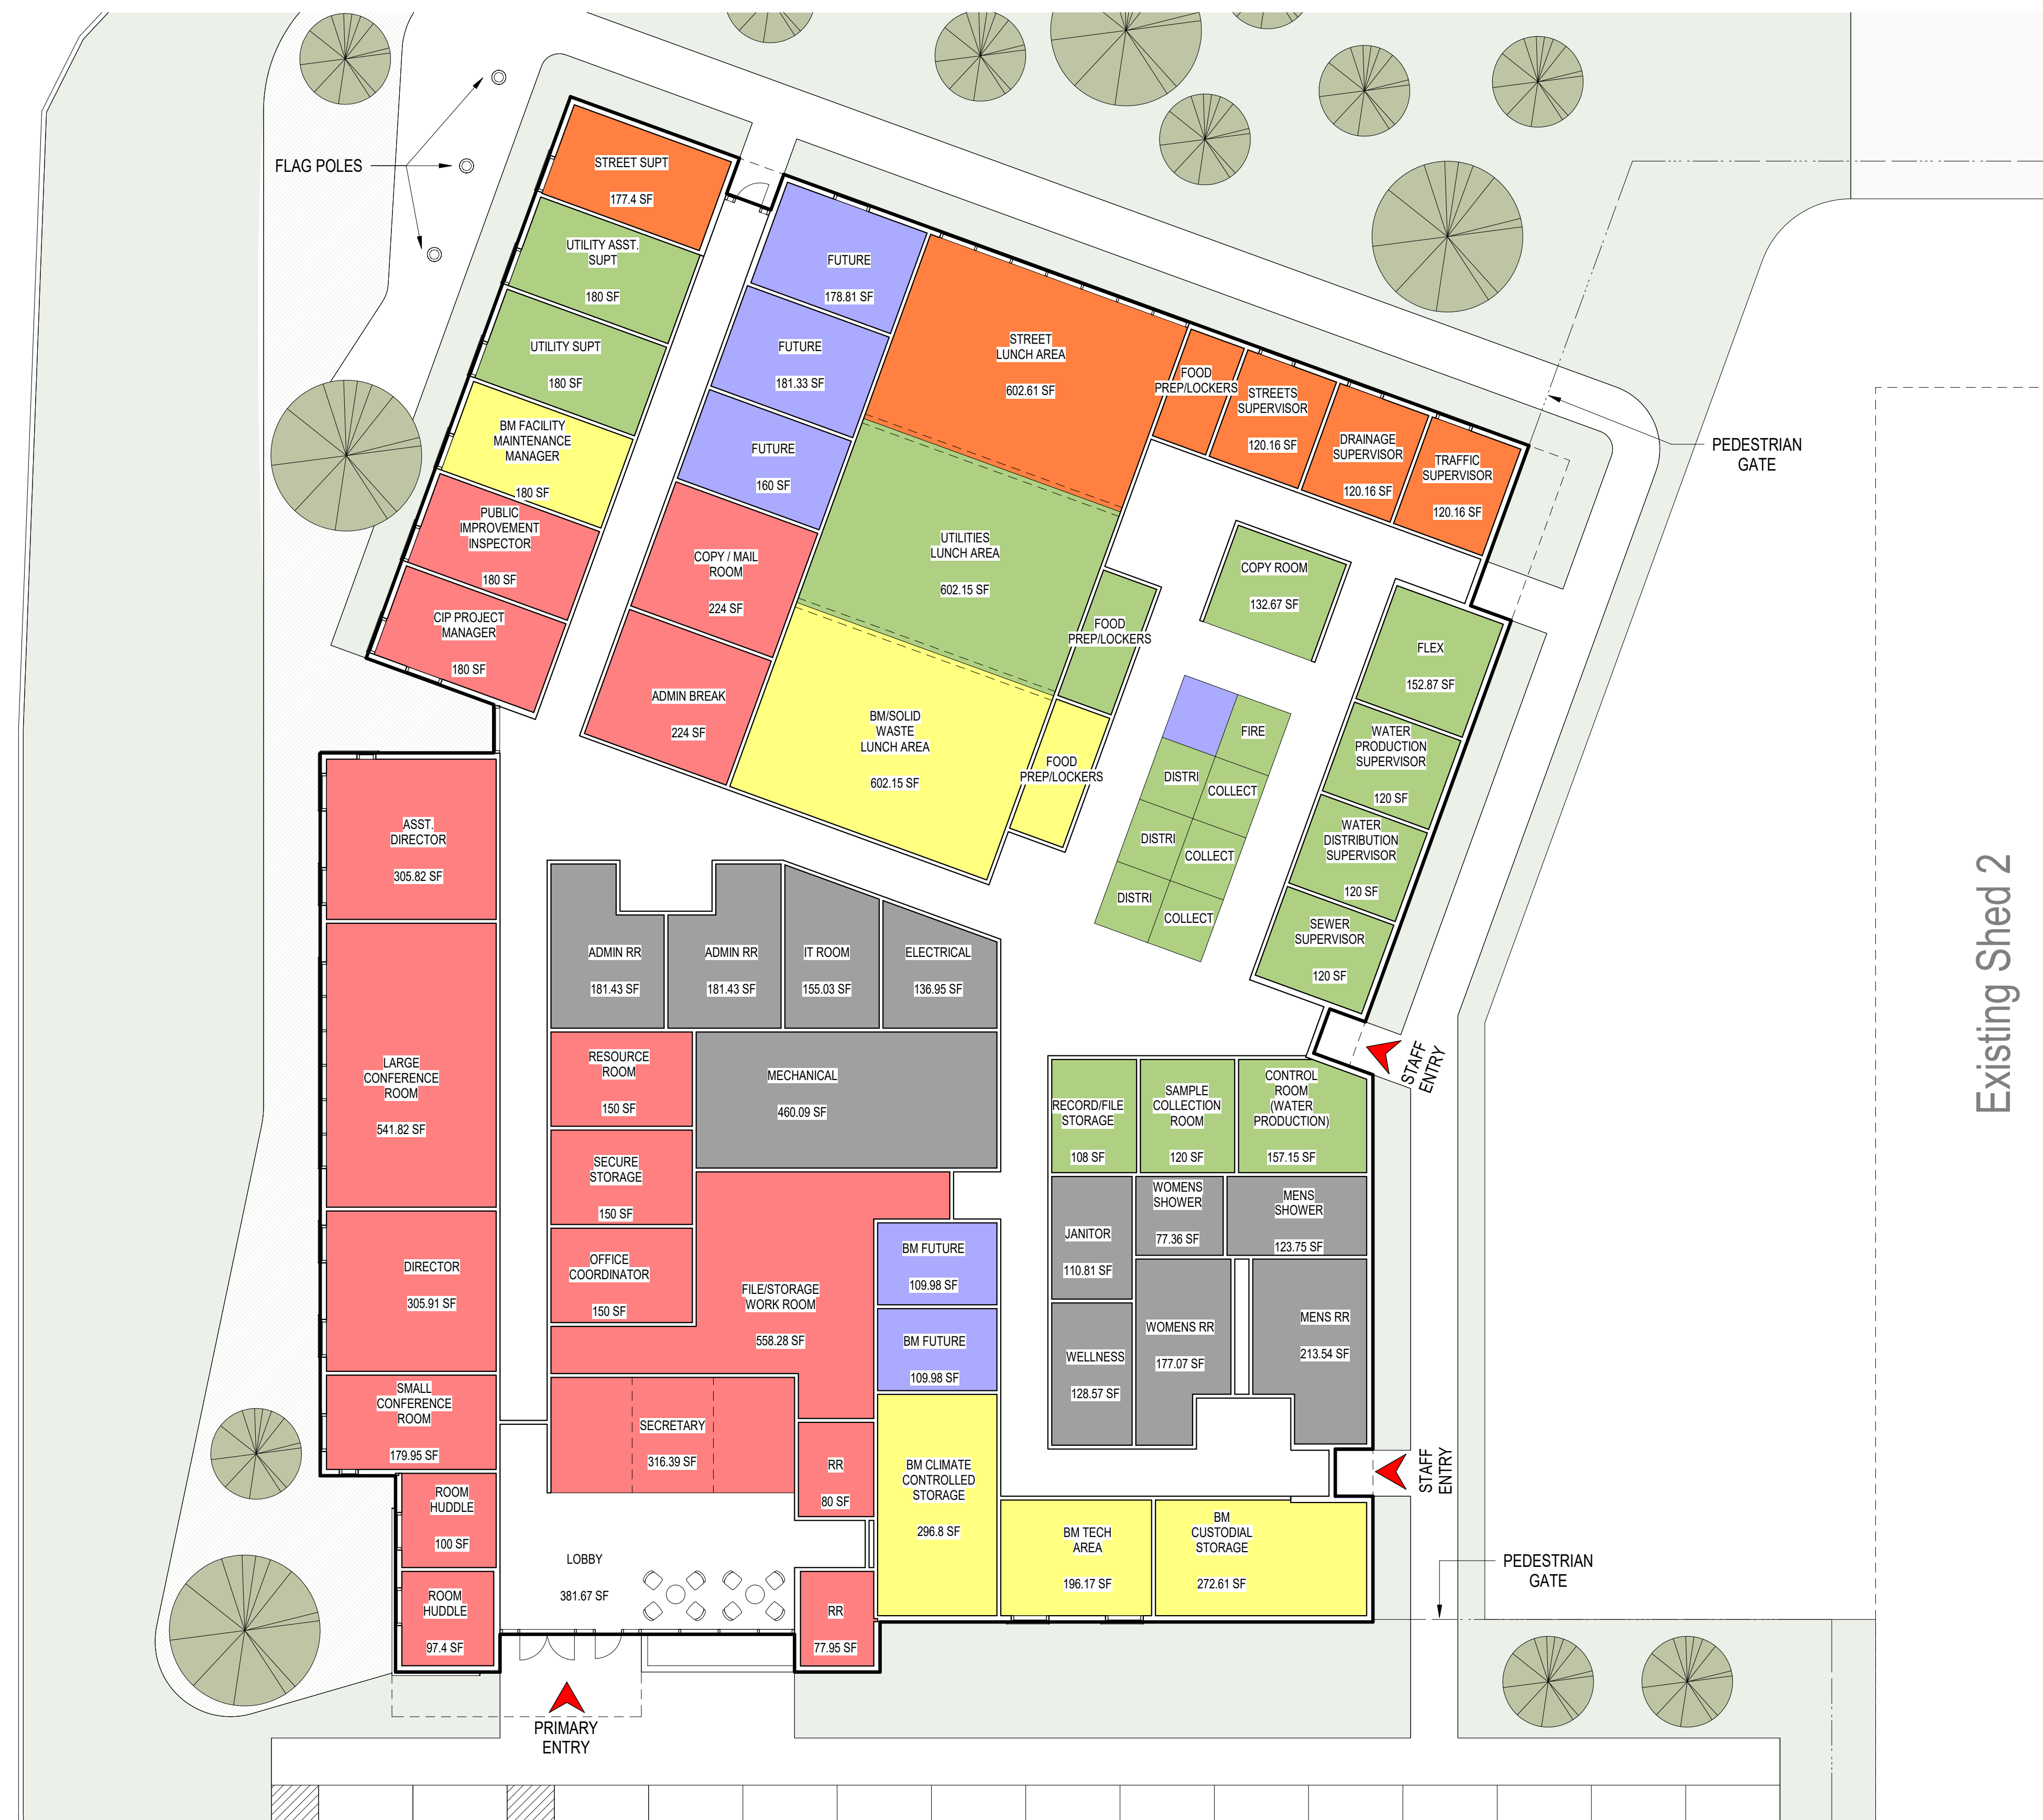 FLAG POLES
STREET SUPT
177.4 SF
UTILITY ASST.
SUPT
180 SF
UTILITY SUPT
180 SF
BM FACILITY
MAINTENANCE
MANAGER
180 SF
PUBLIC
IMPROVEMENT
INSPECTOR
180 SF
CIP PROJECT
MANAGER
180 SF
FUTURE
178.81 SF
FUTURE
181.33 SF
FUTURE
160 SF
COPY / MAIL
ROOM
224 SF
ADMIN BREAK
224 SF
STREET
LUNCH AREA
602.61 SF
UTILITIES
LUNCH AREA
602.15 SF
BM/SOLID
WASTE
LUNCH AREA
602.15 SF
FOOD
PREP/LOCKERS
STREETS
SUPERVISOR
120.16 SF
DRAINAGE
SUPERVISOR
120.16 SF
TRAFFIC
SUPERVISOR
120.16 SF
PEDESTRIAN
GATE
COPY ROOM
132.67 SF
FOOD
PREP/LOCKERS
FOOD
PREP/LOCKERS
FIRE
DISTRI
COLLECT
DISTRI
COLLECT
DISTRI
COLLECT
FLEX
152.87 SF
WATER
PRODUCTION
SUPERVISOR
120 SF
WATER
DISTRIBUTION
SUPERVISOR
120 SF
SEWER
SUPERVISOR
120 SF
STAFF
ENTRY
Existing Shed 2
ASST.
DIRECTOR
305.82 SF
LARGE
CONFERENCE
ROOM
541.82 SF
DIRECTOR
305.91 SF
SMALL
CONFERENCE
ROOM
179.95 SF
ROOM
HUDDLE
100 SF
ROOM
HUDDLE
97.4 SF
ADMIN RR
181.43 SF
ADMIN RR
181.43 SF
IT ROOM
155.03 SF
ELECTRICAL
136.95 SF
RESOURCE
ROOM
150 SF
MECHANICAL
460.09 SF
SECURE
STORAGE
150 SF
OFFICE
COORDINATOR
150 SF
FILE/STORAGE
WORK ROOM
558.28 SF
BM FUTURE
109.98 SF
BM FUTURE
109.98 SF
SECRETARY
316.39 SF
RR
80 SF
BM CLIMATE
CONTROLLED
STORAGE
296.8 SF
LOBBY
381.67 SF
RR
77.95 SF
RECORD/FILE
STORAGE
108 SF
SAMPLE
COLLECTION
ROOM
120 SF
CONTROL
ROOM
(WATER
PRODUCTION)
157.15 SF
JANITOR
110.81 SF
WOMENS
SHOWER
77.36 SF
MENS
SHOWER
123.75 SF
WELLNESS
128.57 SF
WOMENS RR
177.07 SF
MENS RR
213.54 SF
STAFF
ENTRY
BM TECH
AREA
196.17 SF
BM
CUSTODIAL
STORAGE
272.61 SF
PEDESTRIAN
GATE
PRIMARY
ENTRY